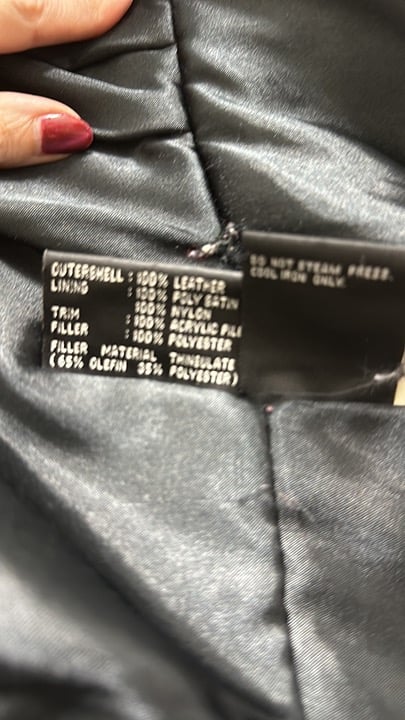 OUTERSHELL : 100% LEATHER
LINING : 100% POLY SATIN
: 100% NYLON
TRIM : 100% ACRYLIC PILE
FILLER : 100% POLYESTER
FILLER MATERIAL THINSULATE
(65% OLEFIN 35% POLYESTER)
DO NOT STEAM PRESS.
COOL IRON ONLY.